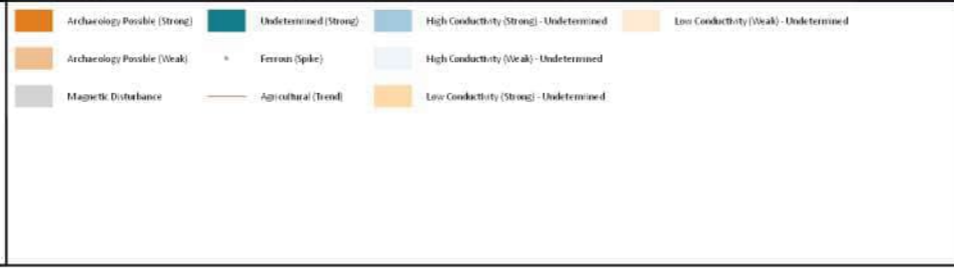 Archaeology Possible (Strong)
Undetermined (Strong)
High Conductivity (Strong) - Undetermined
Low Conductivity (Weak) - Undetermined
Archaeology Possible (Weak)
Ferrous (Spike)
High Conductivity (Weak) - Undetermined
Magnetic Disturbance
Agricultural (Trend)
Low Conductivity (Strong) - Undetermined